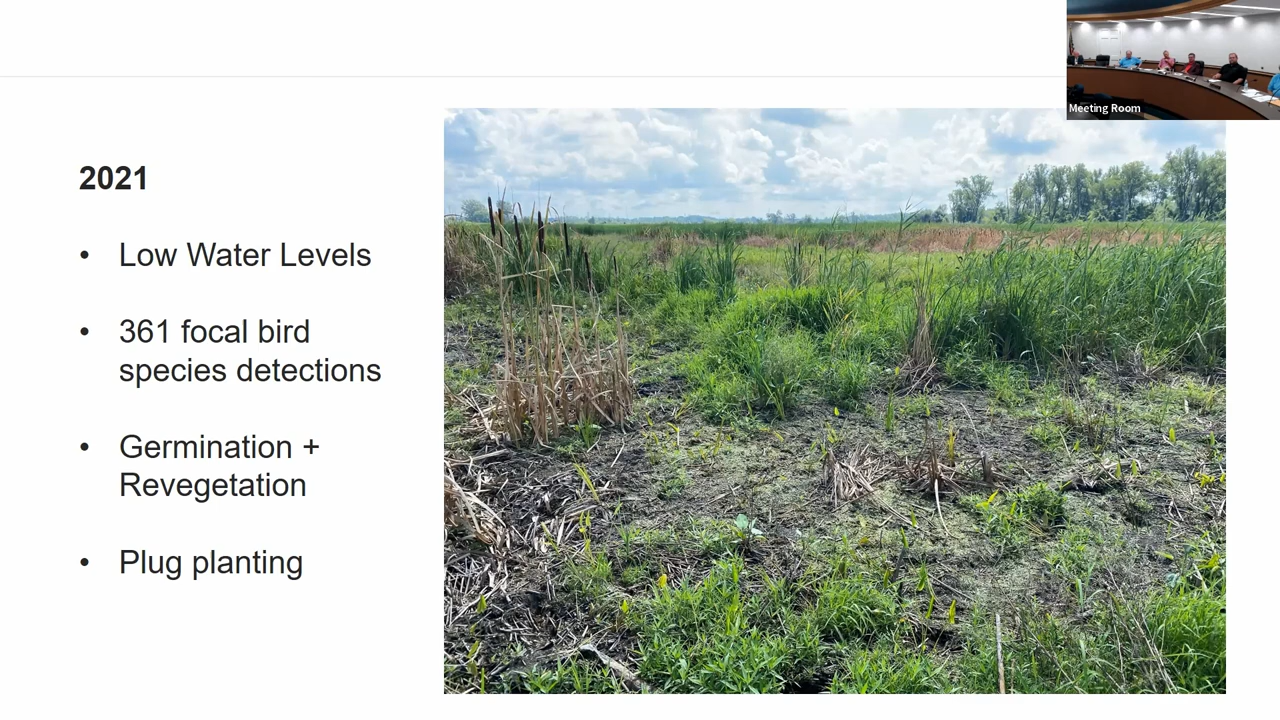 2021
• Low Water Levels
• 361 focal bird
species detections
• Germination +
Revegetation
• Plug planting
Meeting Room